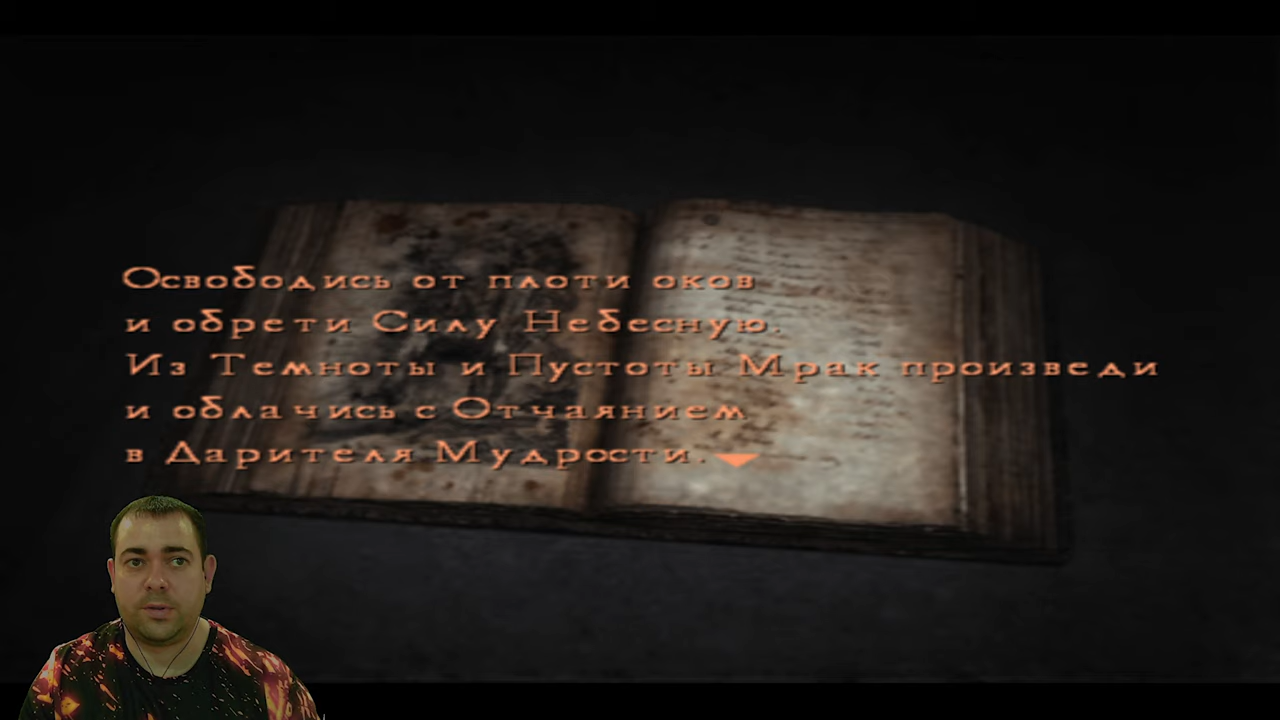 Освободись от плоти оков
и обрети Силу Небесную.
Из Темноты и Пустоты Мрак произведи
и облачись с Отчаянием
в Дарителя Мудрости.